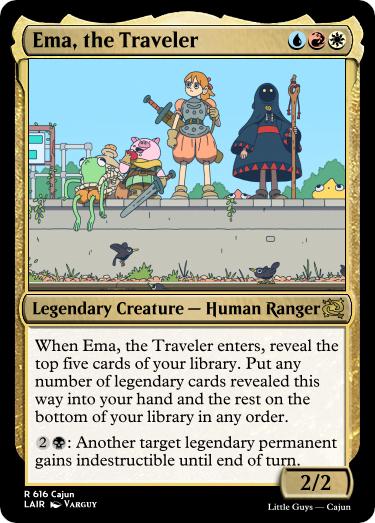 Ema, the Traveler
Legendary Creature — Human Ranger
When Ema, the Traveler enters, reveal the
top five cards of your library. Put any
number of legendary cards revealed this
way into your hand and the rest on the
bottom of your library in any order.
2: Another target legendary permanent
gains indestructible until end of turn.
2/2
R 616 Cajun
LAIR VARGUY
Little Guys — Cajun